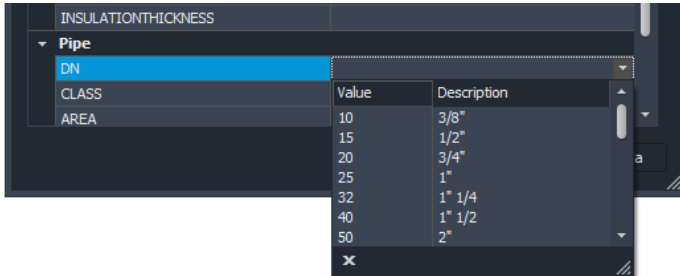 INSULATIONTHICKNESS
Pipe
DN
CLASS
AREA
Value Description
10 3/8"
15 1/2"
20 3/4"
25 1"
32 1" 1/4
40 1" 1/2
50 2"
a
x